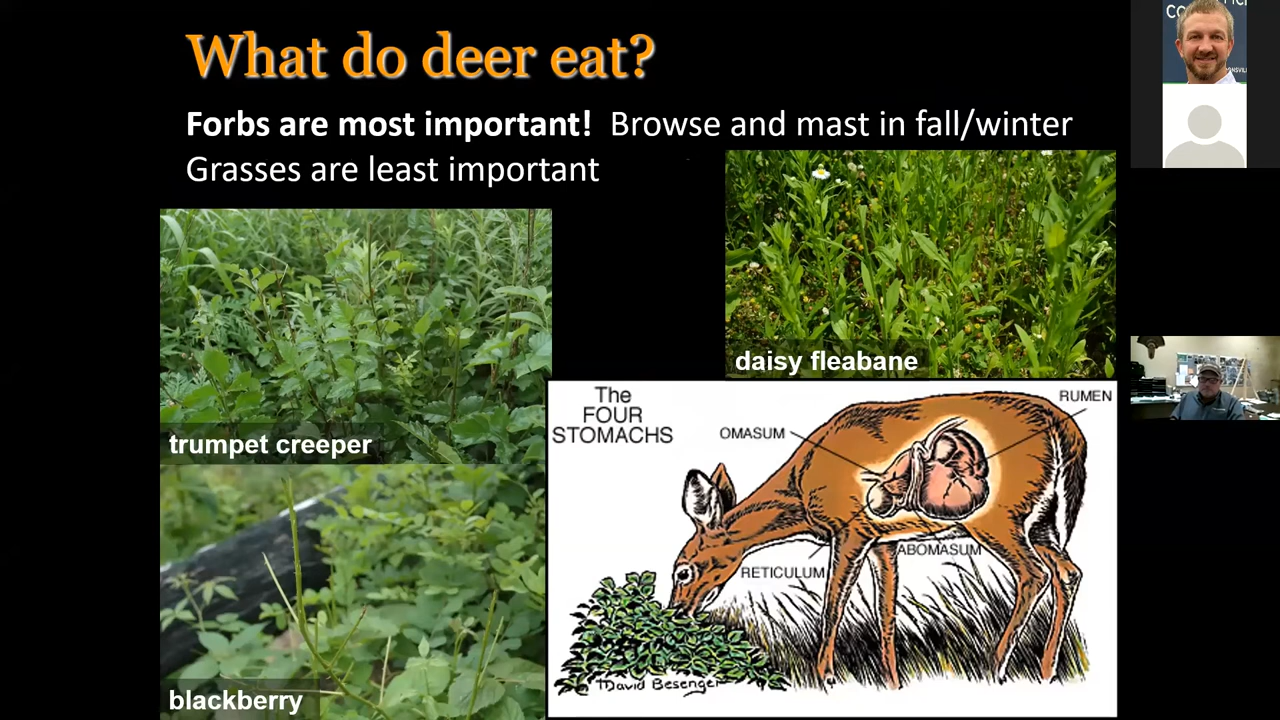 What do deer eat?
Forbs are most important! Browse and mast in fall/winter
Grasses are least important
daisy fleabane
trumpet creeper
The
FOUR
STOMACHS
RUMEN
OMASUM
ABOMASUM
RETICULUM
David Besenger
blackberry